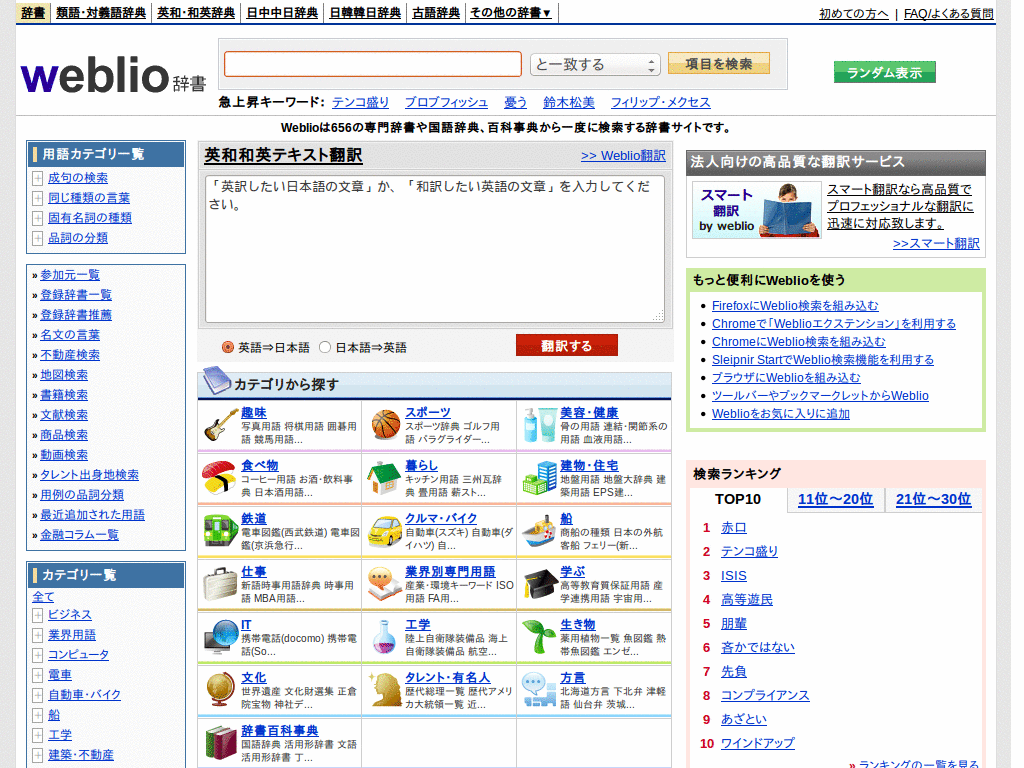 辞書 類語・対義語辞典 英和・和英辞典 日中中日辞典 日韓韓日辞典 古語辞典 その他の辞書▼ 初めての方へ | FAQ/よくある質問
weblio 辞書
と一致する 項目を検索
ランダム表示
急上昇キーワード: テンコ盛り ブロブフィッシュ 憂う 鈴木松美 フィリップ・メクセス
Weblioは656の専門辞書や国語辞典、百科事典から一度に検索する辞書サイトです。
用語カテゴリ一覧
成句の検索
同じ種類の言葉
固有名詞の種類
品詞の分類
» 参加元一覧
» 登録辞書一覧
» 登録辞書推薦
» 名文の言葉
» 不動産検索
» 地図検索
» 書籍検索
» 文献検索
» 商品検索
» 動画検索
» タレント出身地検索
» 用例の品詞分類
» 最近追加された用語
» 金融コラム一覧
カテゴリ一覧
全て
ビジネス
業界用語
コンピュータ
電車
自動車・バイク
船
工学
建築・不動産
英和和英テキスト翻訳 >> Weblio翻訳
「英訳したい日本語の文章」か、「和訳したい英語の文章」を入力してくだ
さい。
英語⇒日本語 日本語⇒英語 翻訳する
カテゴリから探す
趣味
写真用語 将棋用語 囲碁用
語 競馬用語...
スポーツ
スポーツ辞典 ゴルフ用
語 パラグライダー...
美容・健康
骨の用語 連結・関節系の
用語 血液用語...
食べ物
コーヒー用語 お酒・飲料事
典 日本酒用語...
暮らし
キッチン用語 三州瓦辞
典 畳用語 薪スト...
建物・住宅
地盤用語 地盤大辞典 建
築用語 EPS建...
鉄道
電車図鑑(西武鉄道) 電車図
鑑(京浜急行...
クルマ・バイク
自動車(スズキ) 自動車(ダ
イハツ) 自...
船
商船の種類 日本の外航
客船 フェリー(新...
仕事
新語時事用語辞典 時事用
語 MBA用語...
業界別専門用語
産業・環境キーワード ISO
用語 FA用...
学ぶ
高等教育質保証用語 産
学連携用語 宇宙用...
IT
携帯電話(docomo) 携帯電
話(So...
工学
陸上自衛隊装備品 海上
自衛隊装備品 航空...
生き物
薬用植物一覧 魚図鑑 熱
帯魚図鑑 エンゼ...
文化
世界遺産 文化財選集 正倉
院宝物 神社デ...
タレント・有名人
歴代総理一覧 歴代アメリ
カ大統領一覧 近...
方言
北海道方言 下北弁 津軽
語 仙台弁 茨城...
辞書百科事典
国語辞典 活用形辞書 文語
活用形辞書 丁...
法人向けの高品質な翻訳サービス
スマート
翻訳
by weblio
スマート翻訳なら高品質で
プロフェッショナルな翻訳に
迅速に対応致します。
>>スマート翻訳
もっと便利にWeblioを使う
• FirefoxにWeblio検索を組み込む
• Chromeで「Weblioエクステンション」を利用する
• ChromeにWeblio検索を組み込む
• Sleipnir StartでWeblio検索機能を利用する
• ブラウザにWeblioを組み込む
• ツールバーやブックマークレットからWeblio
• Weblioをお気に入りに追加
検索ランキング
TOP10 11位～20位 21位～30位
1 赤口
2 テンコ盛り
3 ISIS
4 高等遊民
5 朋輩
6 吝かではない
7 先負
8 コンプライアンス
9 あざとい
10 ワインドアップ
» ランキングの一覧を見る